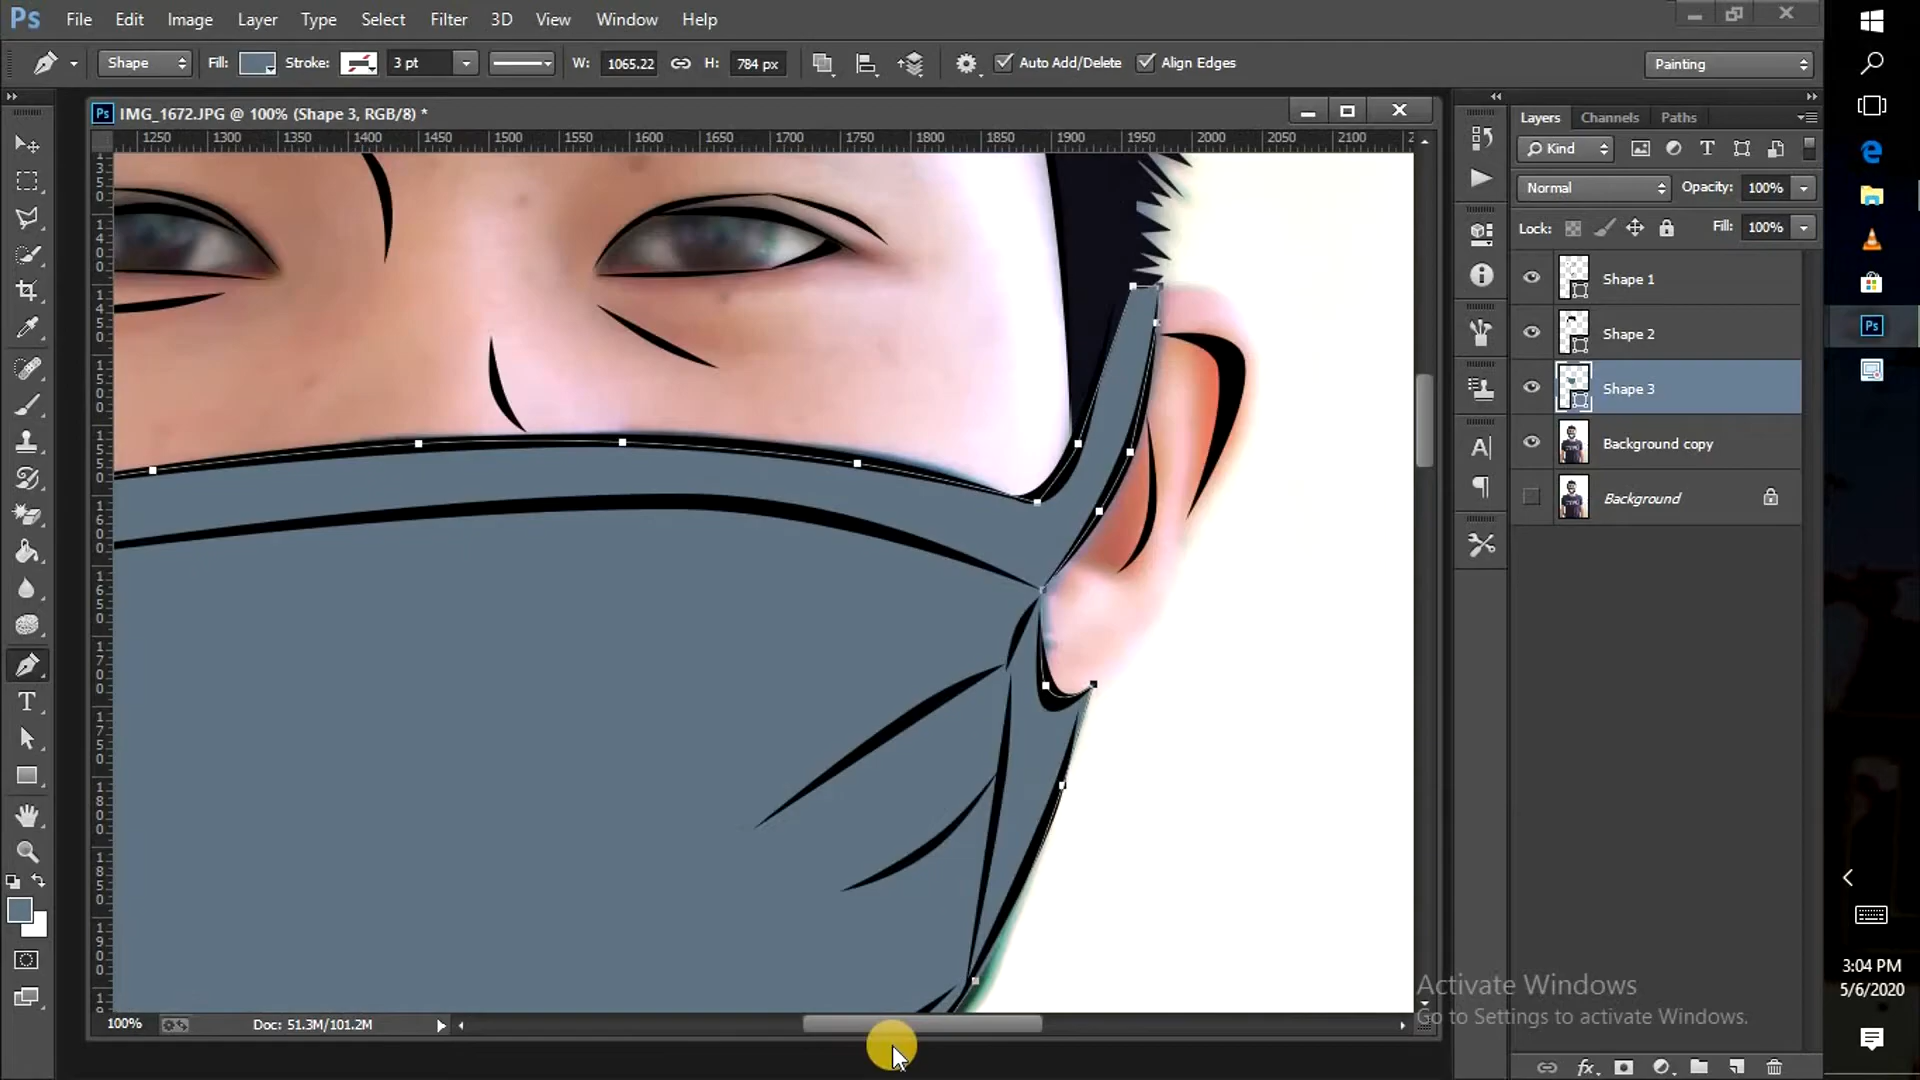 Ps File Edit Image Layer Type Select Filter 3D View Window Help
Shape Fill: Stroke: 3 pt W: 1065.22 H: 784 px Auto Add/Delete Align Edges Painting
Ps IMG_1672.JPG @ 100% (Shape 3, RGB/8) *
1250 1300 1350 1400 1450 1500 1550 1600 1650 1700 1750 1800 1850 1900 1950 2000 2050 2100 2
Layers Channels Paths
Kind T
Normal Opacity: 100%
Lock: Fill: 100%
Shape 1
Shape 2
Shape 3
Background copy
Background
Ps
A
T
100% Doc: 51.3M/101.2M
fx
3:04 PM
5/6/2020
Activate Windows
Go to Settings to activate Windows.